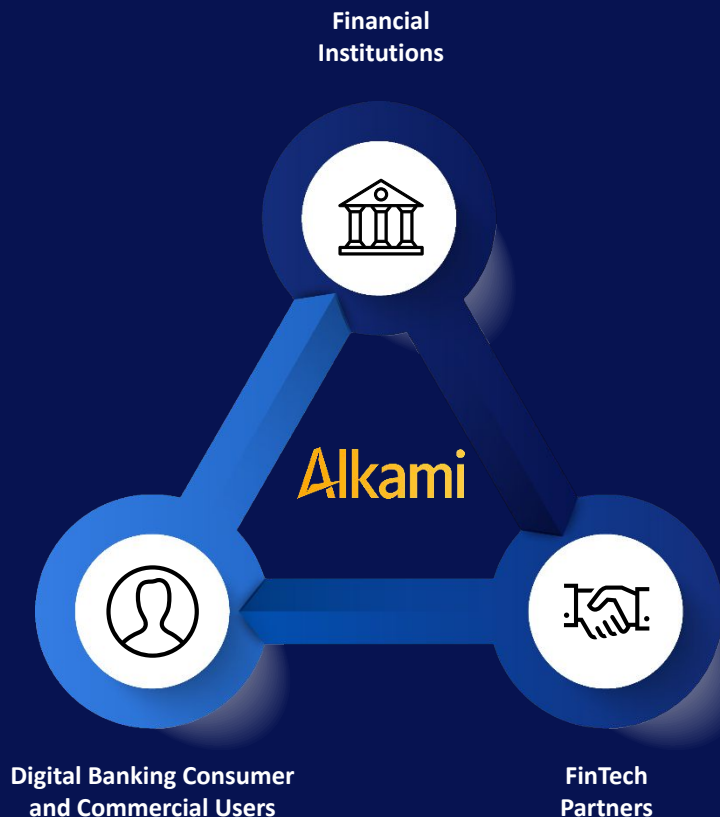 Financial
Institutions
Alkami
Digital Banking Consumer
and Commercial Users
FinTech
Partners